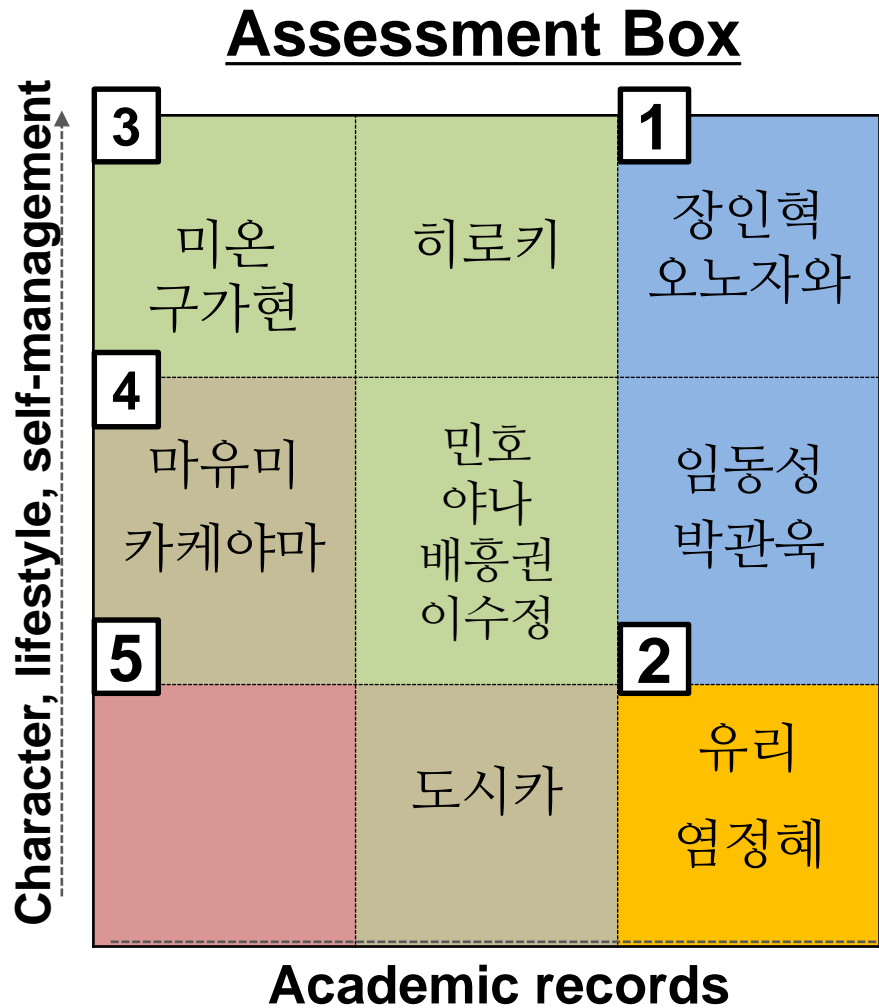 Assessment Box
Character, lifestyle, self-management
3
미온
구가현
히로키
1
장인혁
오노자와
4
마유미
카케야마
민호
야나
배흥권
이수정
임동성
박관욱
5
도시카
2
유리
염정혜
Academic records